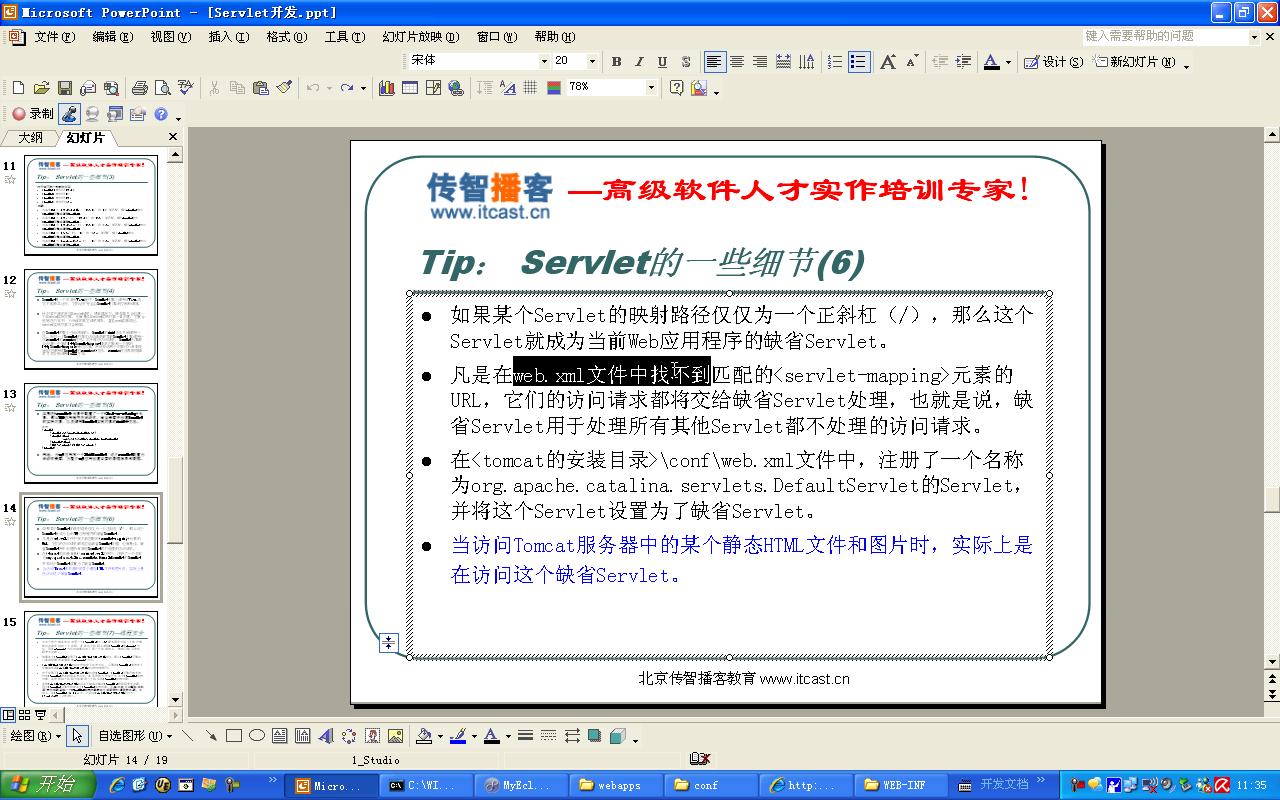 Microsoft PowerPoint - [Servlet开发.ppt]
文件(F) 编辑(E) 视图(V) 插入(I) 格式(O) 工具(T) 幻灯片放映(D) 窗口(W) 帮助(H) 键入需要帮助的问题
宋体 20 B I U S A A A 设计(S) 新幻灯片(N)
78%
录制
大纲 幻灯片
11
12
13
14
15
传智播客 —高级软件人才实作培训专家!
www.itcast.cn
Tip: Servlet的一些细节(6)
如果某个Servlet的映射路径仅仅为一个正斜杠（/），那么这个
Servlet就成为当前Web应用程序的缺省Servlet。
凡是在web.xml文件中找不到匹配的<servlet-mapping>元素的
URL，它们的访问请求都将交给缺省Servlet处理，也就是说，缺
省Servlet用于处理所有其他Servlet都不处理的访问请求。
在<tomcat的安装目录>\conf\web.xml文件中，注册了一个名称
为org.apache.catalina.servlets.DefaultServlet的Servlet，
并将这个Servlet设置为了缺省Servlet。
当访问Tomcat服务器中的某个静态HTML文件和图片时，实际上是
在访问这个缺省Servlet。
北京传智播客教育 www.itcast.cn
绘图(R) 自选图形(U)
幻灯片 14 / 19 1_Studio
开始 Micro... C:\WI... MyEcl... webapps conf http:... WEB-INF 开发文档 11:35